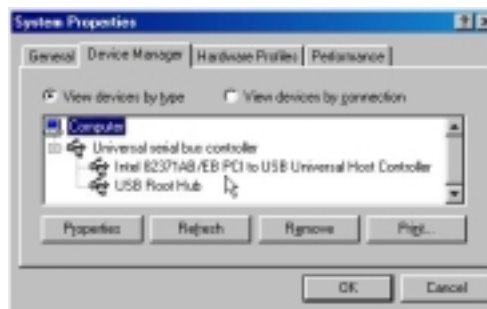 System Properties
General Device Manager Hardware Profiles Performance
View devices by type View devices by connection
Computer
Universal serial bus controller
Intel 82371AB/EB PCI to USB Universal Host Controller
USB Root Hub
Properties Refresh Remove Print...
OK Cancel